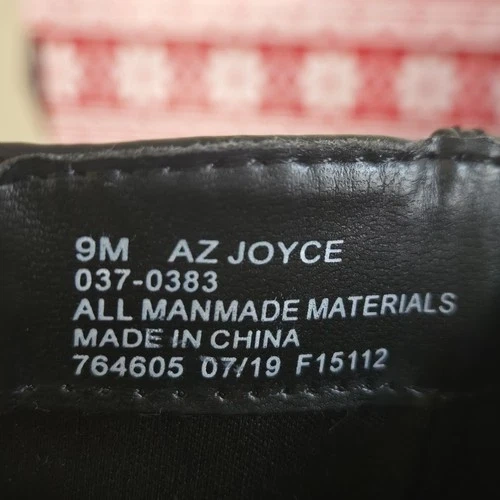 9M AZ JOYCE
037-0383
ALL MANMADE MATERIALS
MADE IN CHINA
764605 07/19 F15112